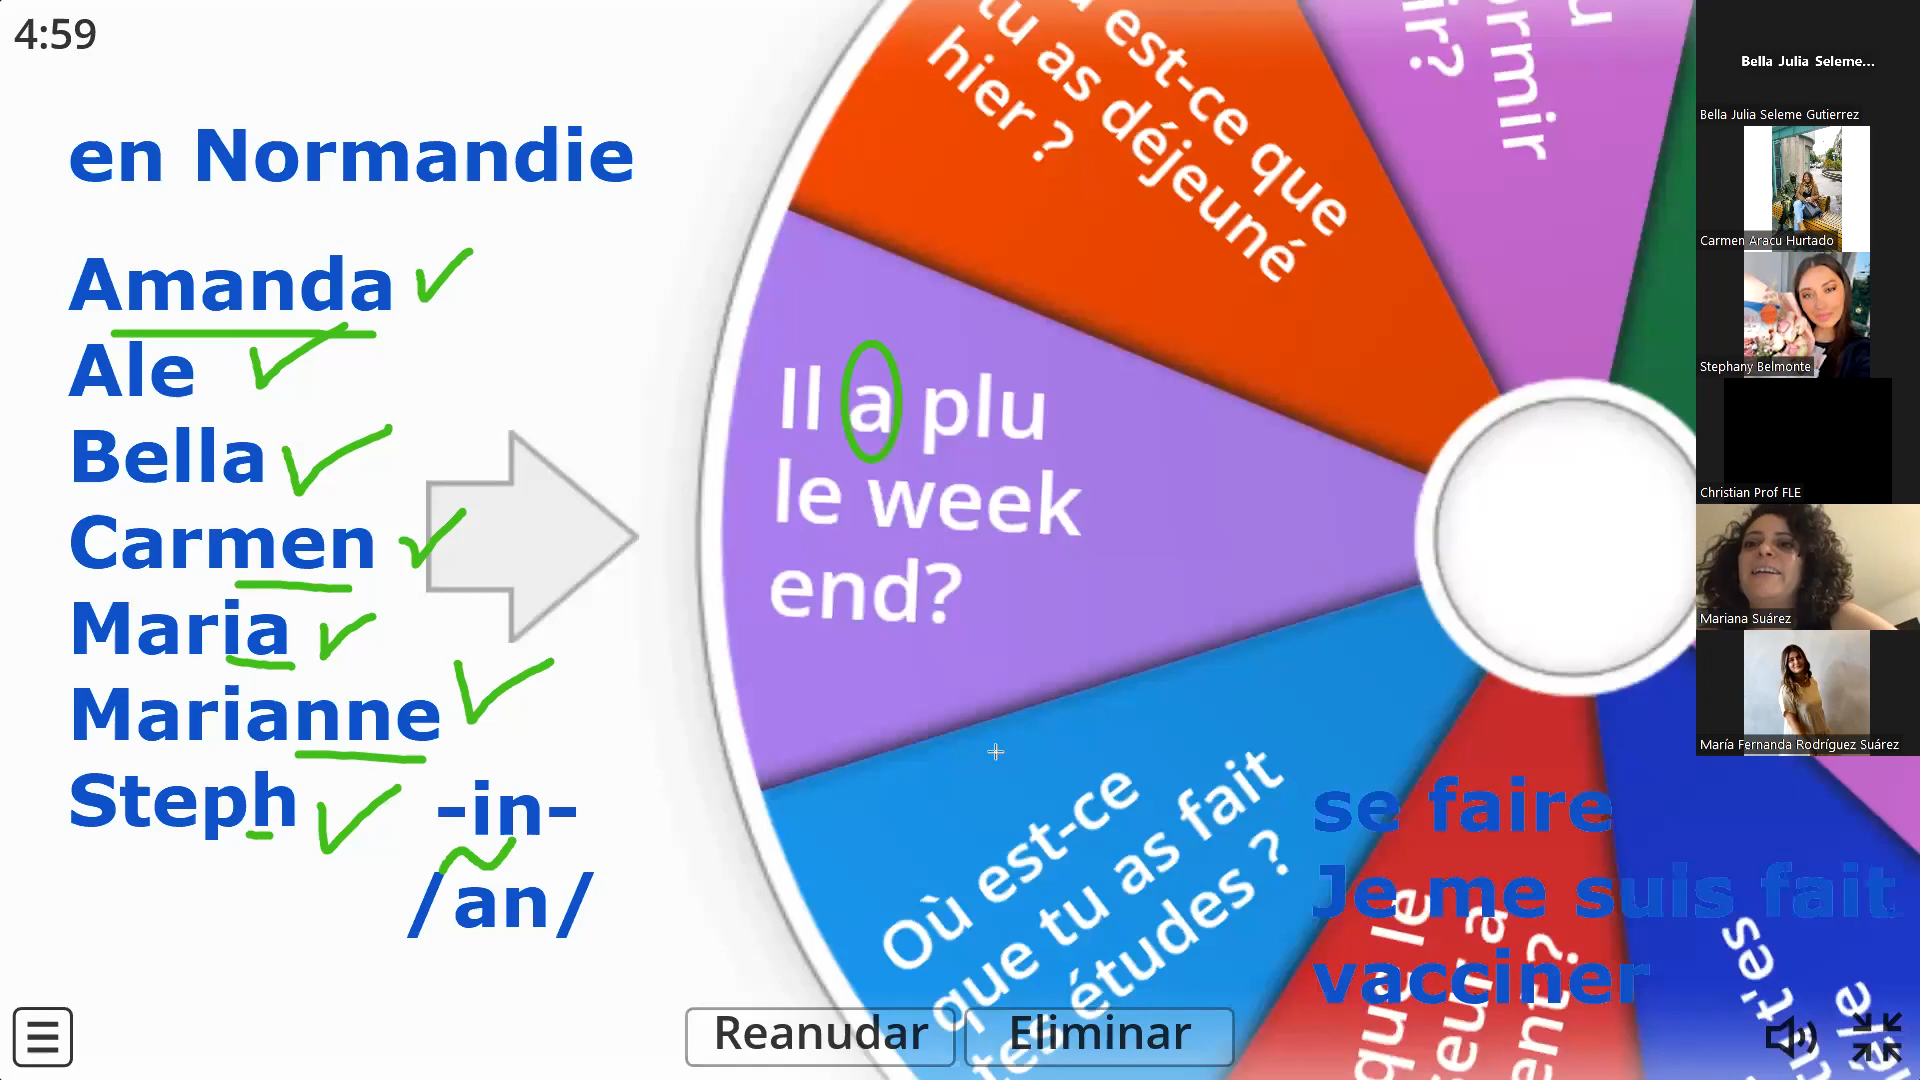 4:59
en Normandie
Amanda
Ale
Bella
Carmen
Maria
Marianne
Steph
-in-
/an/
est-ce que
tu as déjeuné
hier ?
Il a plu
le week
end?
Où est-ce
que tu as fait
tes études ?
se faire
Je me suis fait
vacciner
Reanudar
Eliminar
Bella Julia Seleme...
Bella Julia Seleme Gutierrez
Carmen Aracu Hurtado
Stephany Belmonte
Christian Prof FLE
Mariana Suárez
María Fernanda Rodríguez Suárez